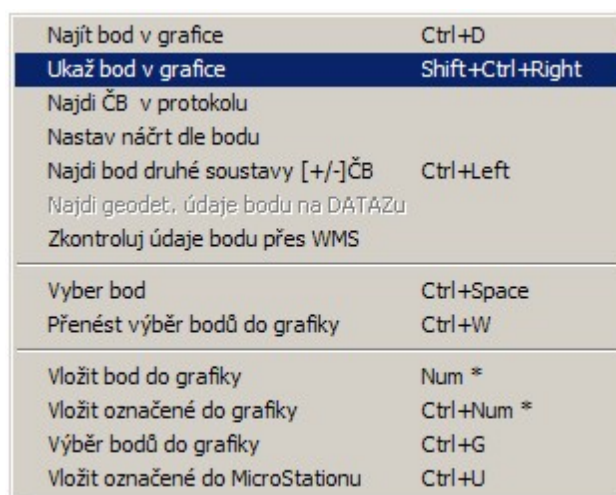 Najít bod v grafice Ctrl+D
Ukaž bod v grafice Shift+Ctrl+Right
Najdi ČB v protokolu
Nastav náčrt dle bodu
Najdi bod druhé soustavy [+/-]ČB Ctrl+Left
Najdi geodet. údaje bodu na DATAZu
Zkontroluj údaje bodu přes WMS
Vyber bod Ctrl+Space
Přenést výběr bodů do grafiky Ctrl+W
Vložit bod do grafiky Num *
Vložit označené do grafiky Ctrl+Num *
Výběr bodů do grafiky Ctrl+G
Vložit označené do MicroStationu Ctrl+U